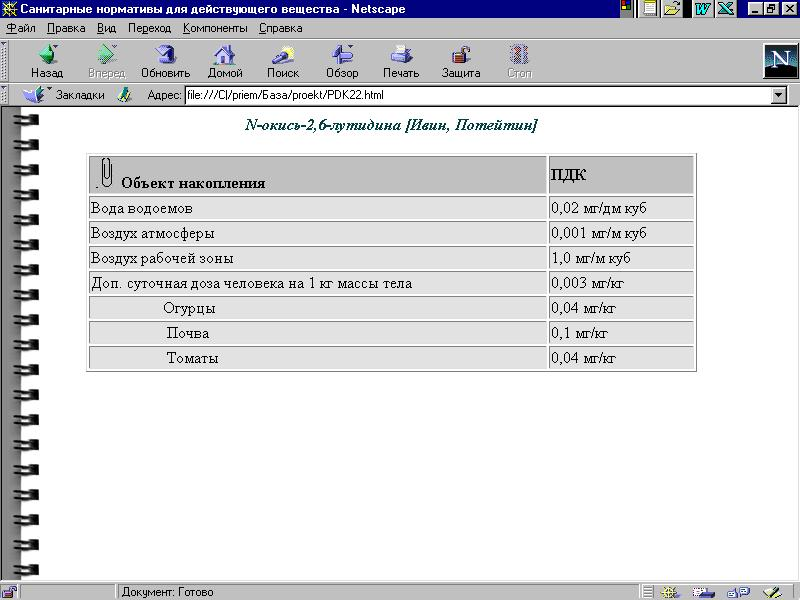 Санитарные нормативы для действующего вещества - Netscape
Файл Правка Вид Переход Компоненты Справка
Назад Вперед Обновить Домой Поиск Обзор Печать Защита Стоп
N
Закладки Адрес: file:///C|/priem/База/proekt/PDK22.html
N-окись-2,6-лутидина [Ивин, Потейтин]
. Объект накопления ПДК
Вода водоемов 0,02 мг/дм куб
Воздух атмосферы 0,001 мг/м куб
Воздух рабочей зоны 1,0 мг/м куб
Доп. суточная доза человека на 1 кг массы тела 0,003 мг/кг
Огурцы 0,04 мг/кг
Почва 0,1 мг/кг
Томаты 0,04 мг/кг
Документ: Готово